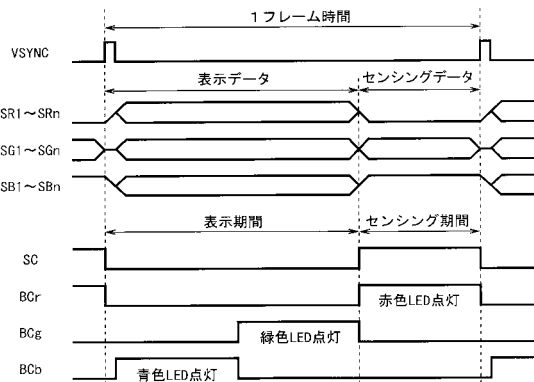 1フレーム時間
VSYNC
表示データ
センシングデータ
SR1～SRn
SG1～SGn
SB1～SBn
表示期間
センシング期間
SC
BCr
赤色LED点灯
BCg
緑色LED点灯
BCb
青色LED点灯